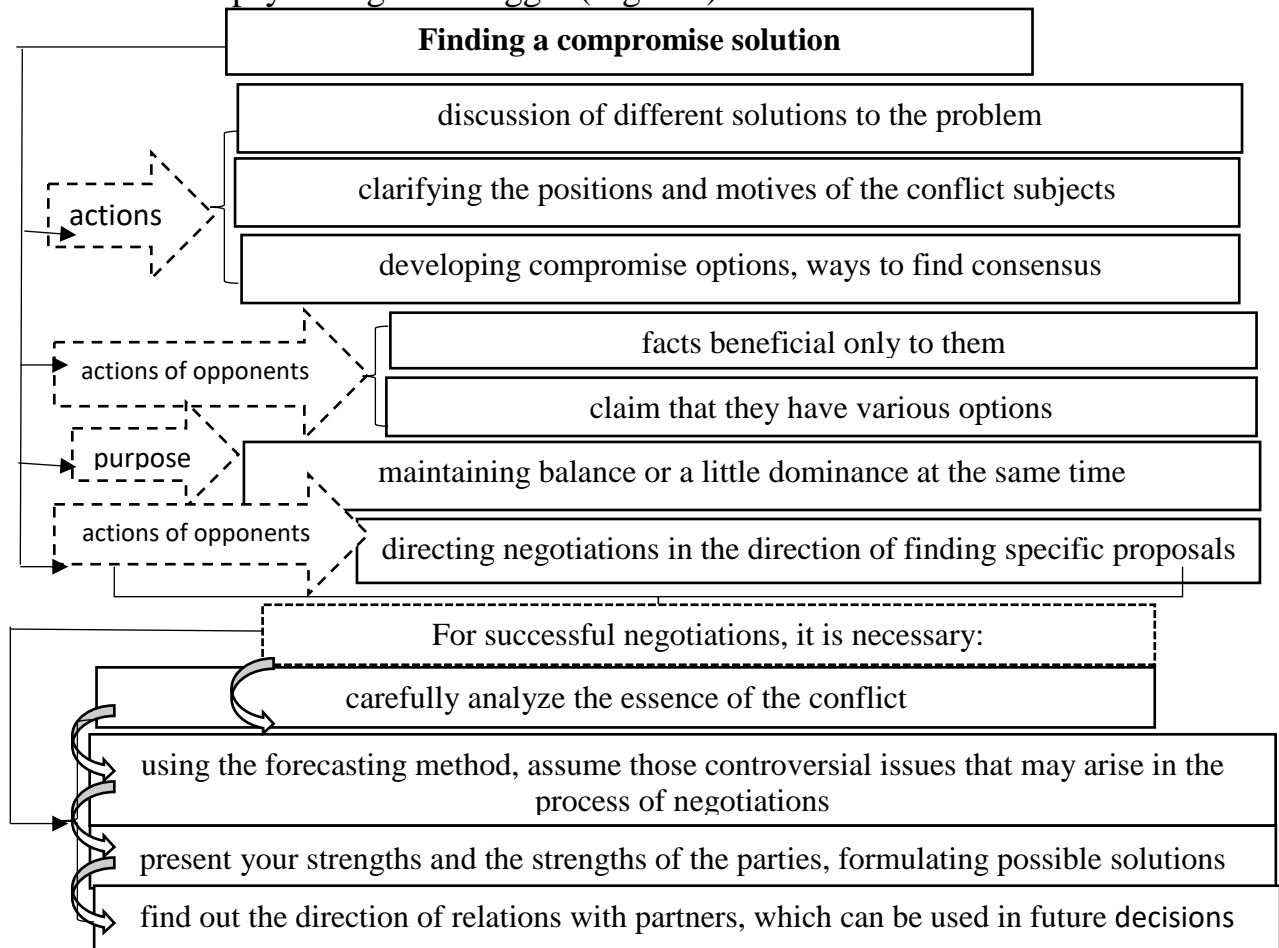 Finding a compromise solution
discussion of different solutions to the problem
clarifying the positions and motives of the conflict subjects
actions
developing compromise options, ways to find consensus
facts beneficial only to them
actions of opponents
claim that they have various options
purpose
maintaining balance or a little dominance at the same time
actions of opponents
directing negotiations in the direction of finding specific proposals
For successful negotiations, it is necessary:
carefully analyze the essence of the conflict
using the forecasting method, assume those controversial issues that may arise in the
process of negotiations
present your strengths and the strengths of the parties, formulating possible solutions
find out the direction of relations with partners, which can be used in future decisions